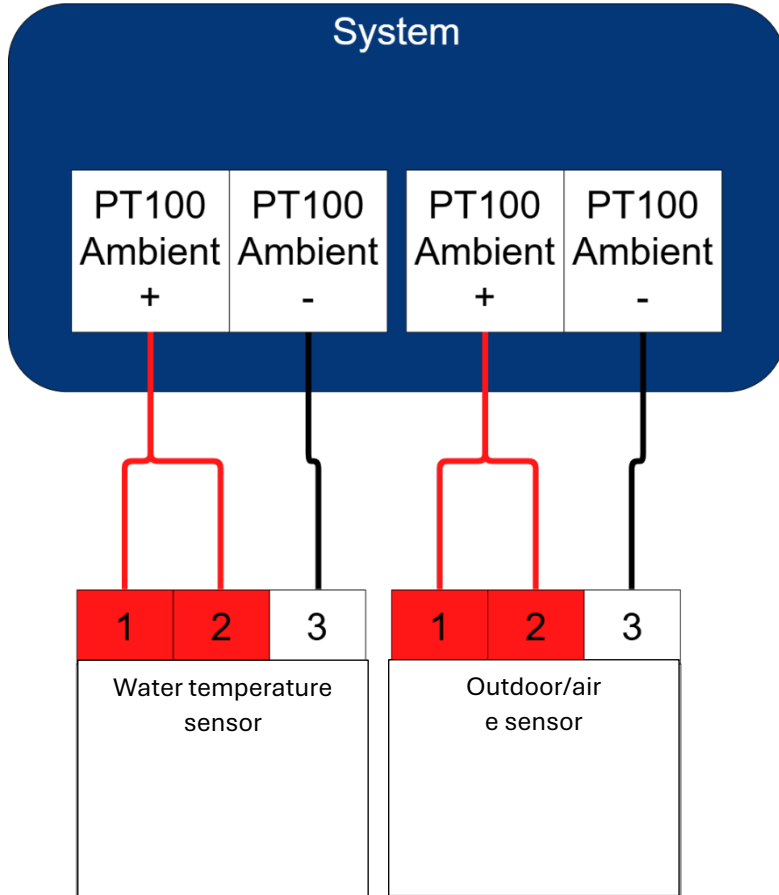 System
PT100 Ambient +
PT100 Ambient -
PT100 Ambient +
PT100 Ambient -
1 2 3
1 2 3
Water temperature
sensor
Outdoor/air
e sensor